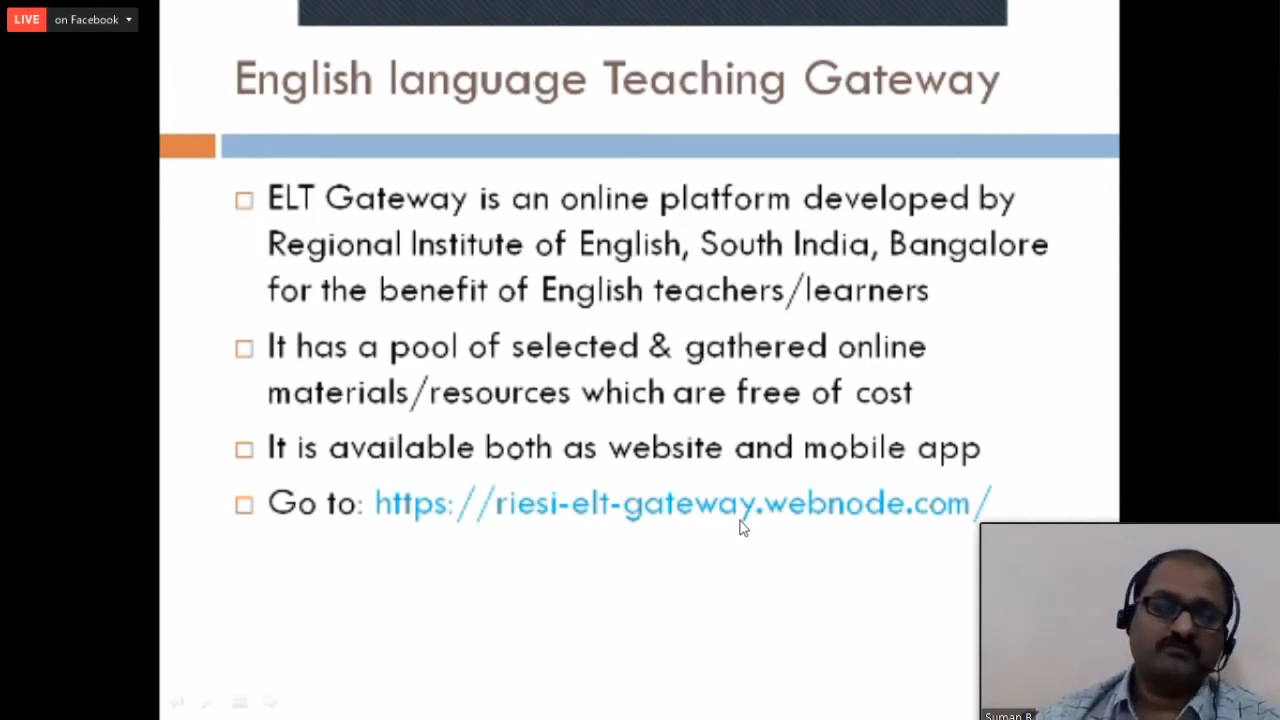 LIVE on Facebook
English language Teaching Gateway
ELT Gateway is an online platform developed by
Regional Institute of English, South India, Bangalore
for the benefit of English teachers/learners
It has a pool of selected & gathered online
materials/resources which are free of cost
It is available both as website and mobile app
Go to: https://riesi-elt-gateway.webnode.com/
Suman B